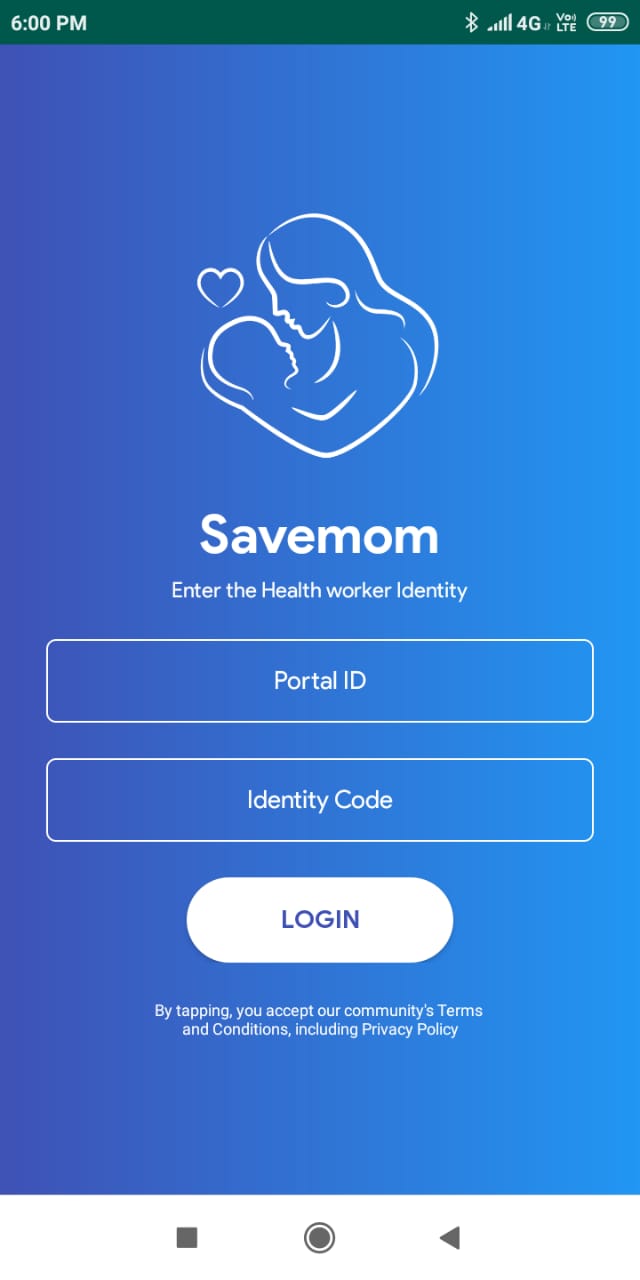 6:00 PM 4G Vo) LTE 99
Savemom
Enter the Health worker Identity
Portal ID
Identity Code
LOGIN
By tapping, you accept our community's Terms
and Conditions, including Privacy Policy